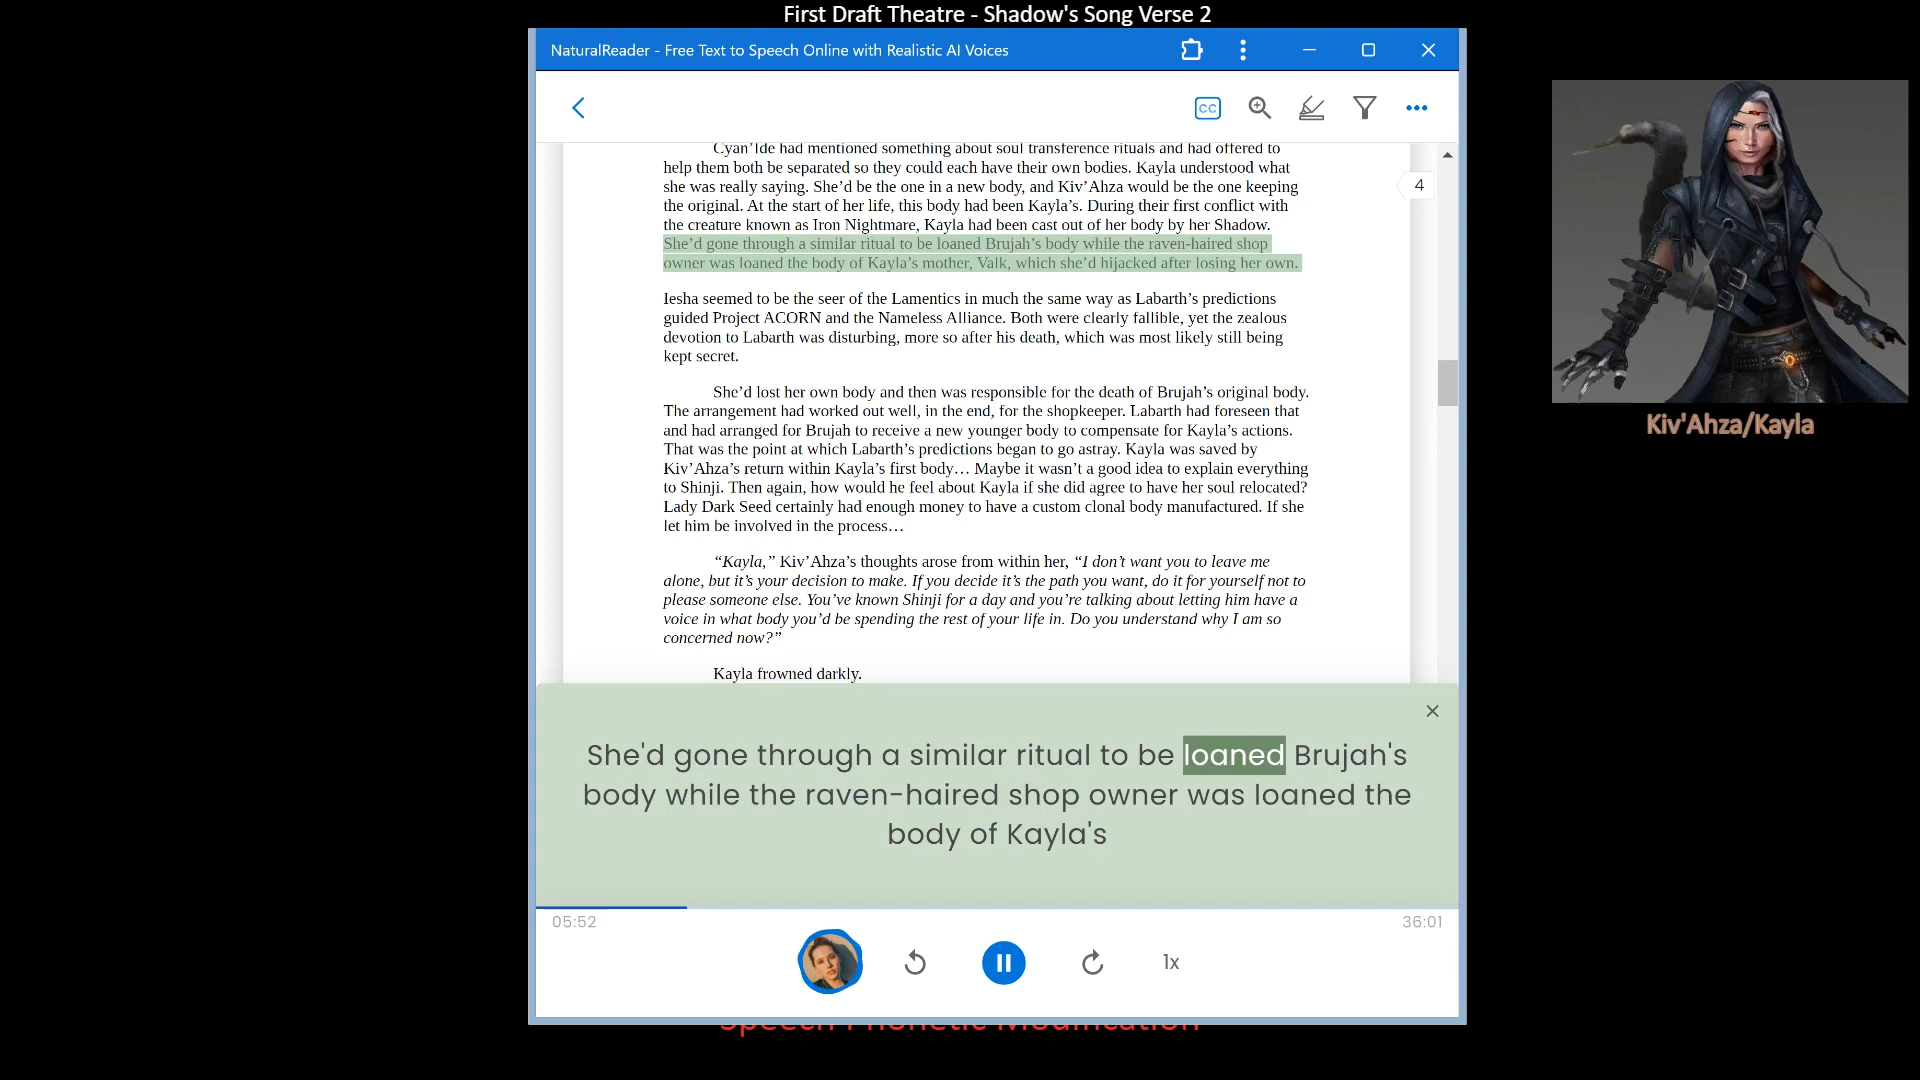 First Draft Theatre - Shadow's Song Verse 2
NaturalReader - Free Text to Speech Online with Realistic AI Voices
CC
4
Cyan’Ide had mentioned something about soul transference rituals and had offered to
help them both be separated so they could each have their own bodies. Kayla understood what
she was really saying. She’d be the one in a new body, and Kiv’Ahza would be the one keeping
the original. At the start of her life, this body had been Kayla’s. During their first conflict with
the creature known as Iron Nightmare, Kayla had been cast out of her body by her Shadow.
She’d gone through a similar ritual to be loaned Brujah’s body while the raven-haired shop
owner was loaned the body of Kayla’s mother, Valk, which she’d hijacked after losing her own.
Iesha seemed to be the seer of the Lamentics in much the same way as Labarth’s predictions
guided Project ACORN and the Nameless Alliance. Both were clearly fallible, yet the zealous
devotion to Labarth was disturbing, more so after his death, which was most likely still being
kept secret.
She’d lost her own body and then was responsible for the death of Brujah’s original body.
The arrangement had worked out well, in the end, for the shopkeeper. Labarth had foreseen that
and had arranged for Brujah to receive a new younger body to compensate for Kayla’s actions.
That was the point at which Labarth’s predictions began to go astray. Kayla was saved by
Kiv’Ahza’s return within Kayla’s first body… Maybe it wasn’t a good idea to explain everything
to Shinji. Then again, how would he feel about Kayla if she did agree to have her soul relocated?
Lady Dark Seed certainly had enough money to have a custom clonal body manufactured. If she
let him be involved in the process…
“Kayla,” Kiv’Ahza’s thoughts arose from within her, “I don’t want you to leave me
alone, but it’s your decision to make. If you decide it’s the path you want, do it for yourself not to
please someone else. You’ve known Shinji for a day and you’re talking about letting him have a
voice in what body you’d be spending the rest of your life in. Do you understand why I am so
concerned now?”
Kayla frowned darkly.
She'd gone through a similar ritual to be loaned Brujah's
body while the raven-haired shop owner was loaned the
body of Kayla's
05:52
36:01
1x
Speech Phonetic Modification
Kiv'Ahza/Kayla